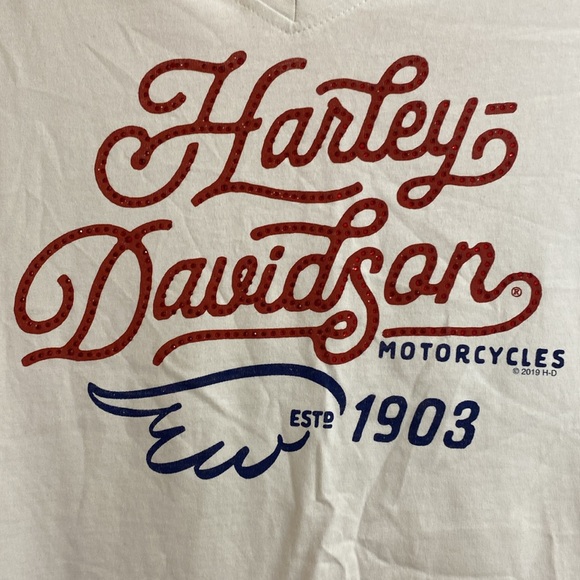 Harley-
Davidson®
MOTORCYCLES
© 2019 H-D
ESTD 1903